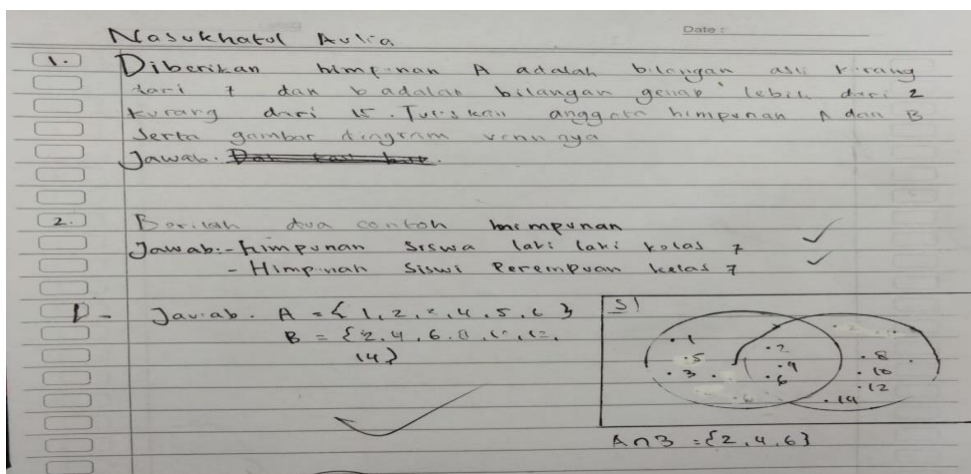 Nasukhatul Aulia
Date :
1. Diberikan himpunan A adalah bilangan asli kurang
dari 7 dan b adalah bilangan genap lebih dari 2
kurang dari 15. Tuliskan anggota himpunan A dan B
serta gambar diagram venn nya
Jawab.
2. Berilah dua contoh himpunan
Jawab:- himpunan siswa laki laki kelas 7
- Himpunan siswi Perempuan kelas 7
1- Jawab. A = { 1, 2, 3, 4, 5, 6 }
B = { 2, 4, 6, 8, 10, 12,
14 }
S
. 1
. 5
. 3 .
. 2
. 4
. 6
. 8
. 10
. 12
. 14
A ∩ B = {2, 4, 6}